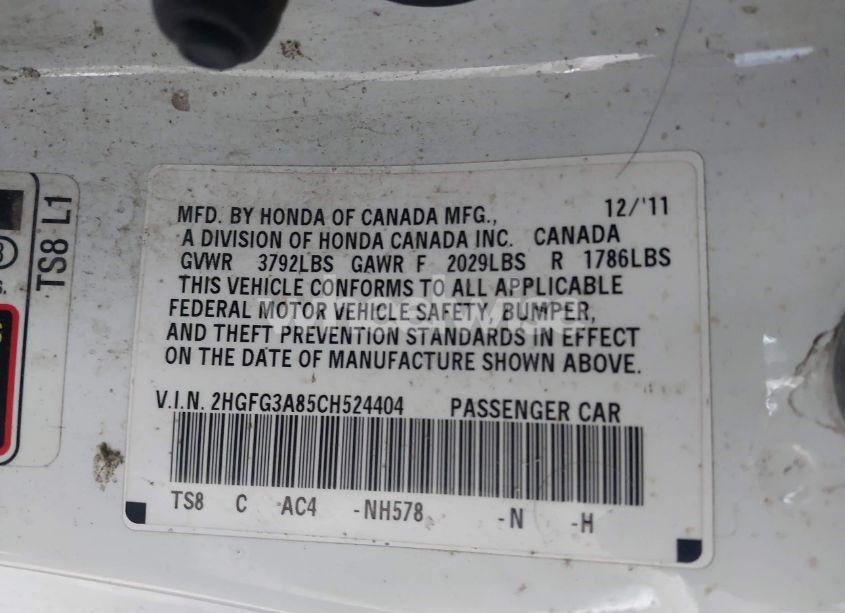 MFD. BY HONDA OF CANADA MFG., 12/'11
A DIVISION OF HONDA CANADA INC. CANADA
GVWR 3792LBS GAWR F 2029LBS R 1786LBS
THIS VEHICLE CONFORMS TO ALL APPLICABLE
FEDERAL MOTOR VEHICLE SAFETY, BUMPER,
AND THEFT PREVENTION STANDARDS IN EFFECT
ON THE DATE OF MANUFACTURE SHOWN ABOVE.
V.I.N. 2HGFG3A85CH524404 PASSENGER CAR
TS8 C AC4 -NH578 -N -H
TS8 L1